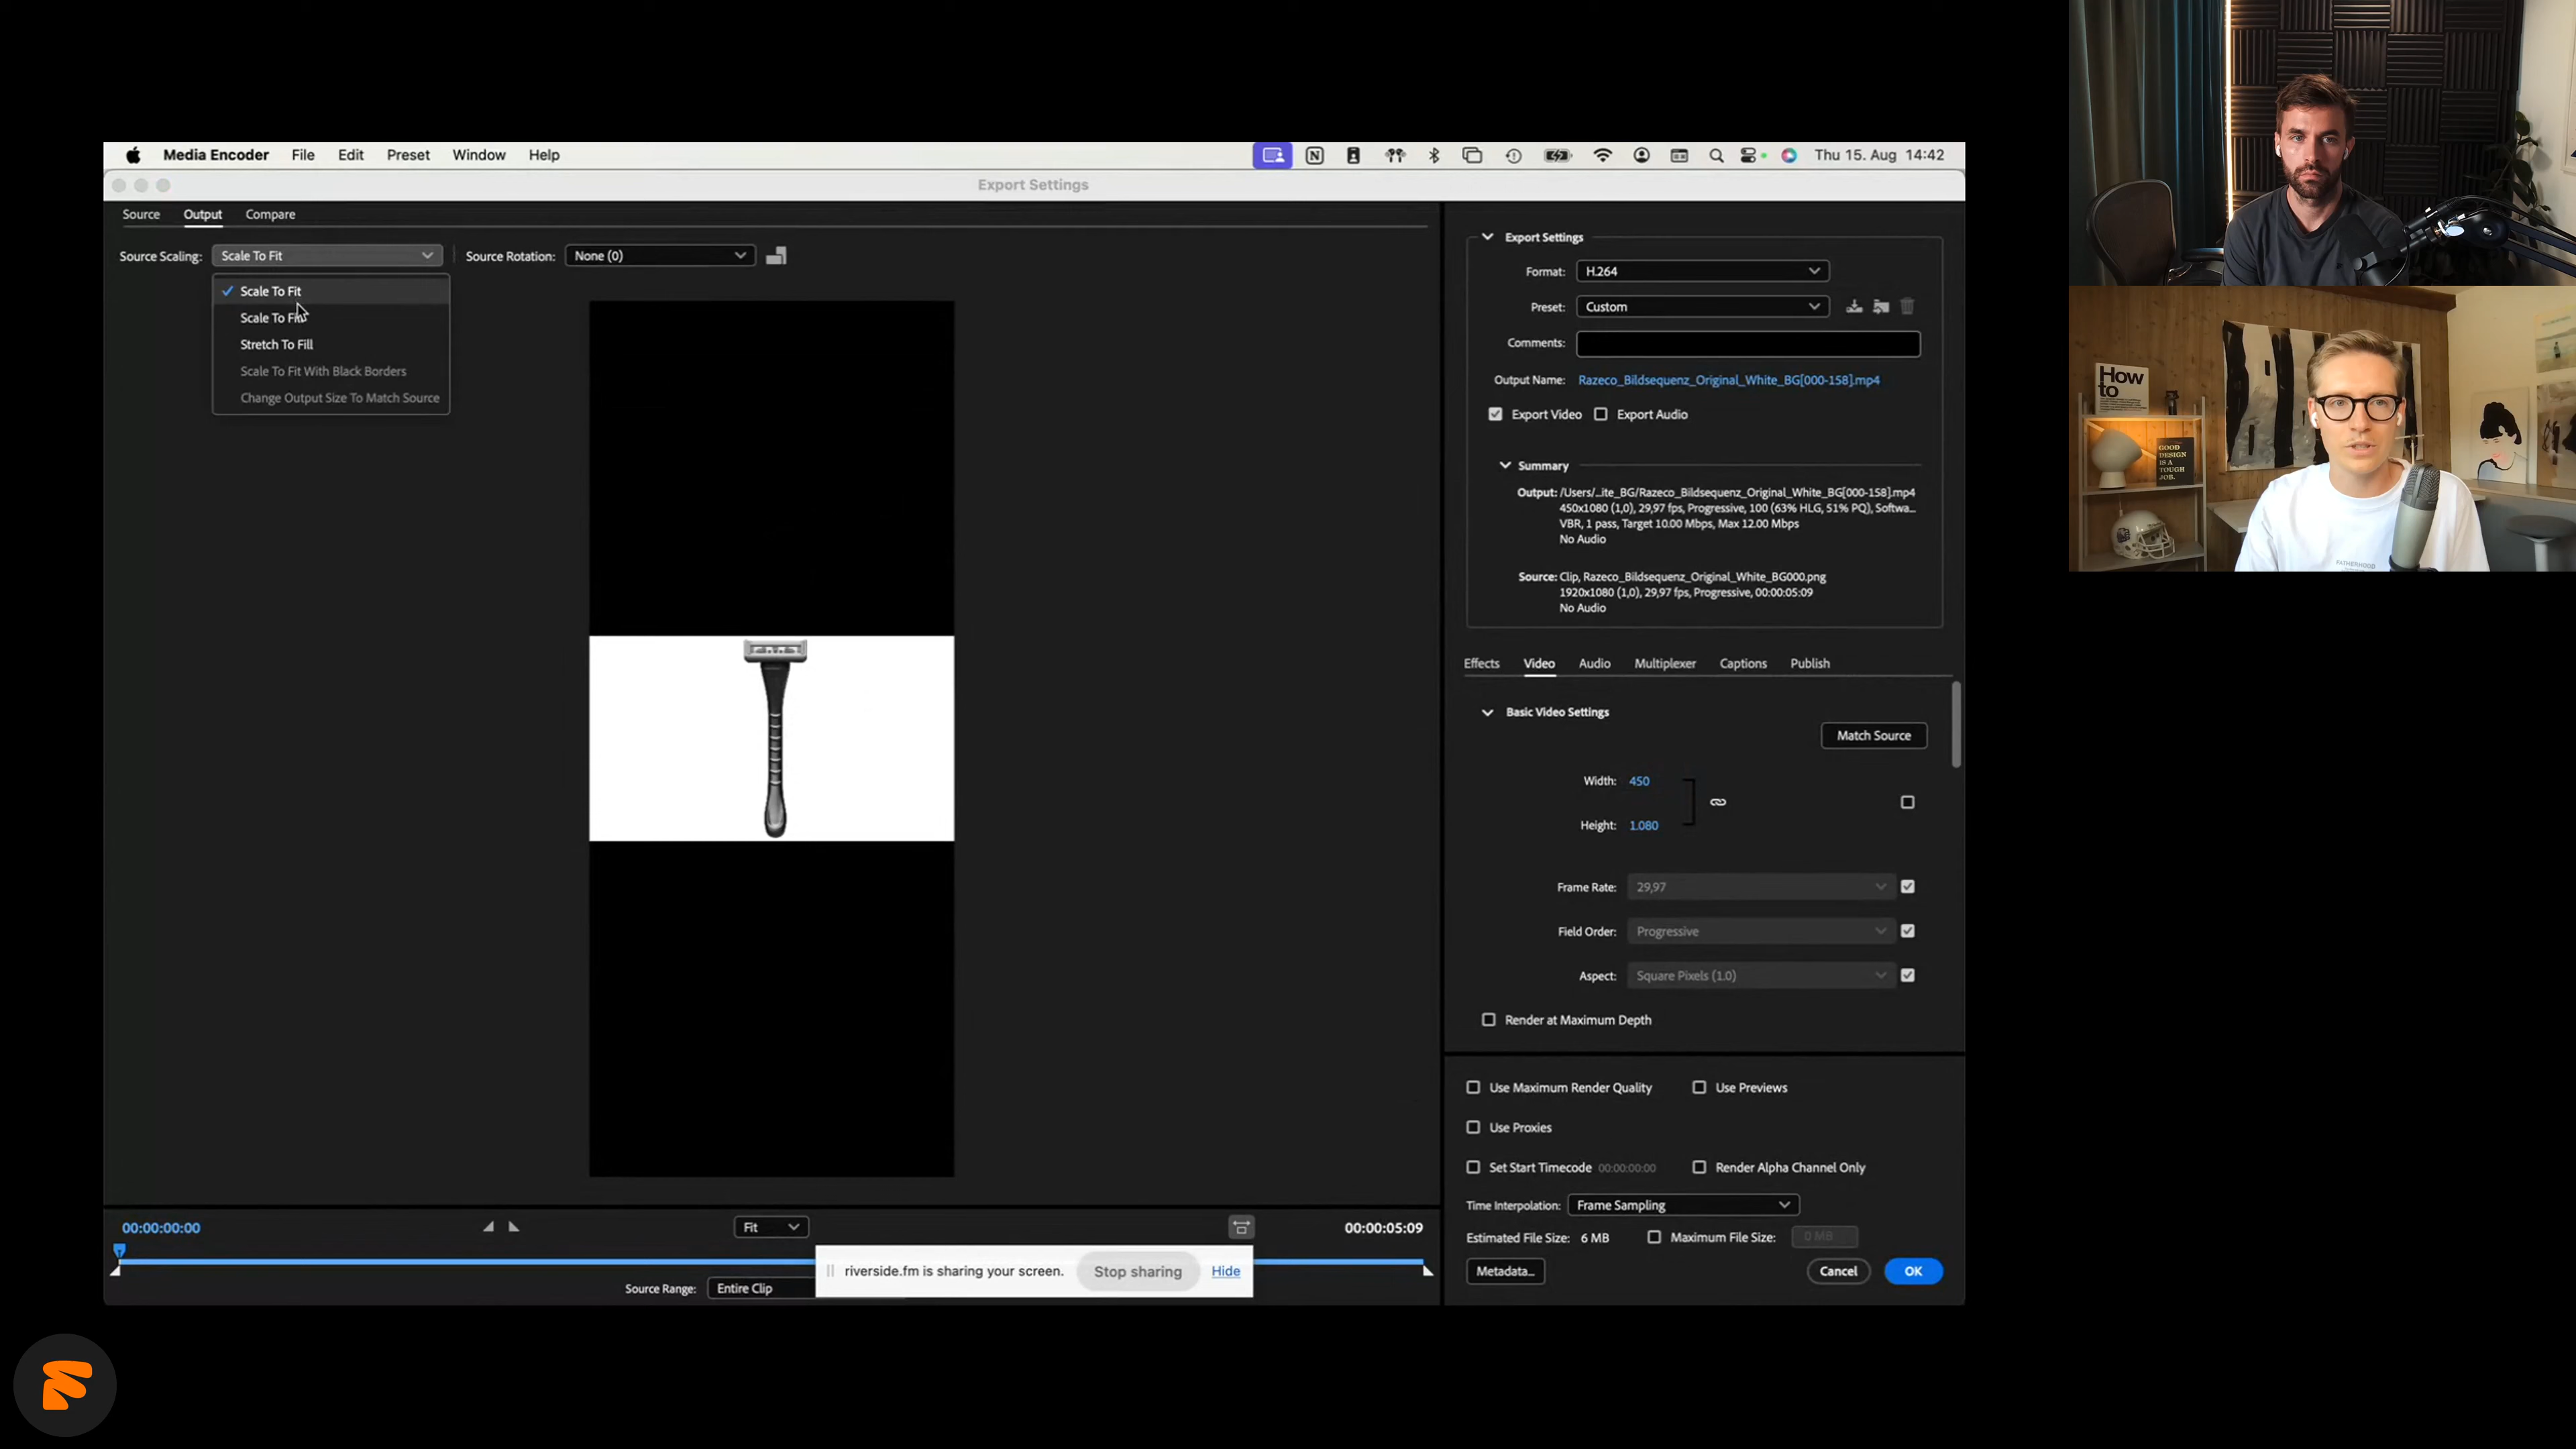 Media Encoder File Edit Preset Window Help
Thu 15. Aug 14:42
Export Settings
Source Output Compare
Source Scaling: Scale To Fit
Source Rotation: None (0)
Scale To Fit
Scale To
Stretch To Fill
Scale To Fit With Black Borders
Change Output Size To Match Source
Export Settings
Format: H.264
Preset: Custom
Comments:
Output Name: Razeco_Bildsequenz_Original_White_BG[000-158].mp4
Export Video Export Audio
Summary
Output: /Users/...ite_BG/Razeco_Bildsequenz_Original_White_BG[000-158].mp4
450x1080 (1,0), 29,97 fps, Progressive, 100 (63% HLG, 51% PQ), Softwa...
VBR, 1 pass, Target 10.00 Mbps, Max 12.00 Mbps
No Audio
Source: Clip, Razeco_Bildsequenz_Original_White_BG000.png
1920x1080 (1,0), 29,97 fps, Progressive, 00:00:05:09
No Audio
Effects Video Audio Multiplexer Captions Publish
Basic Video Settings
Match Source
Width: 450
Height: 1.080
Frame Rate: 29,97
Field Order: Progressive
Aspect: Square Pixels (1.0)
Render at Maximum Depth
Use Maximum Render Quality Use Previews
Use Proxies
Set Start Timecode 00:00:00:00 Render Alpha Channel Only
Time Interpolation: Frame Sampling
Estimated File Size: 6 MB Maximum File Size: 0 MB
Metadata... Cancel OK
00:00:00:00
Fit
00:00:05:09
Source Range: Entire Clip
riverside.fm is sharing your screen. Stop sharing Hide
How
to
GOOD
DESIGN
IS A
TOUGH
JOB.
FATHERHOOD